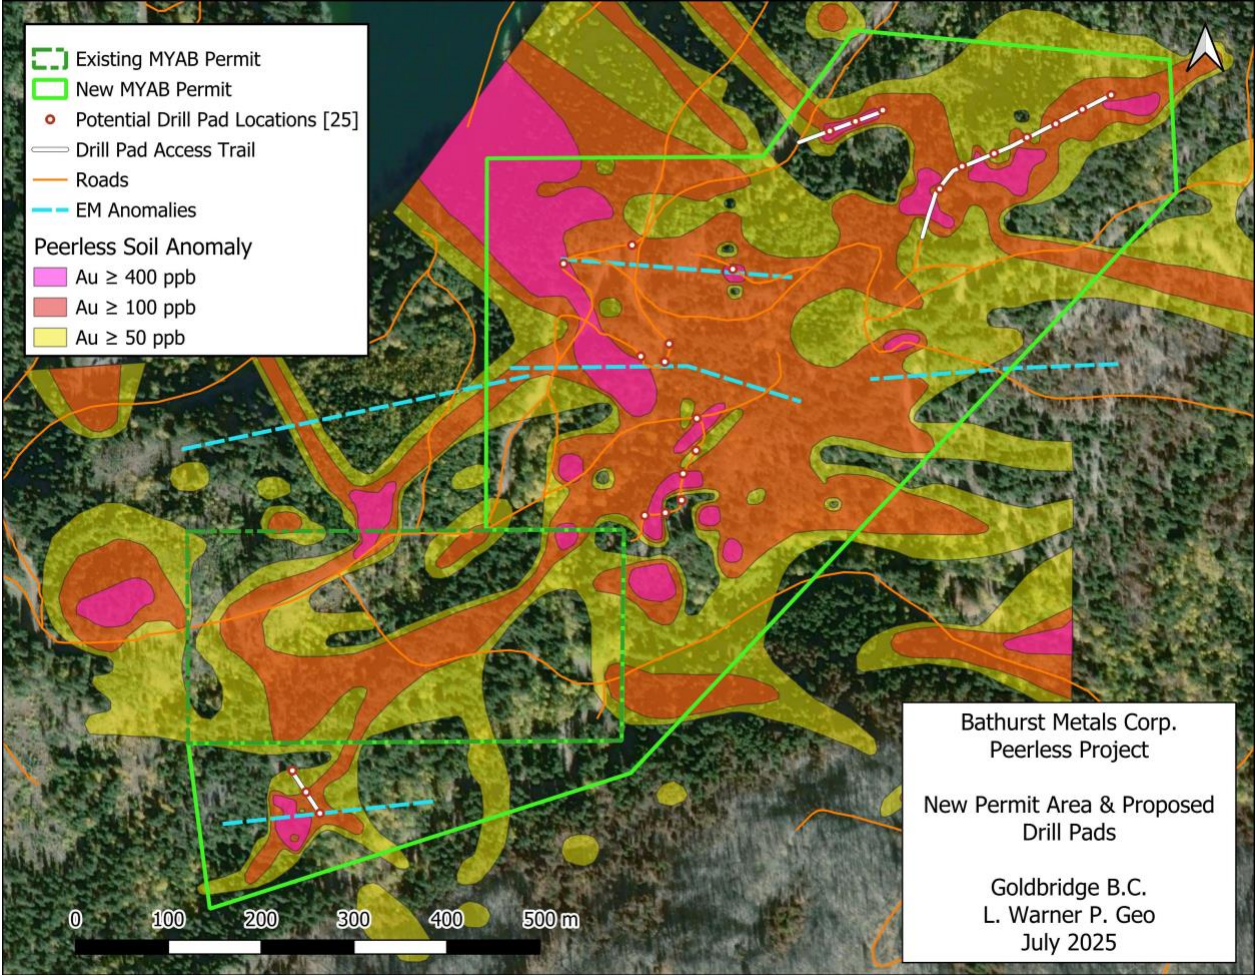 Existing MYAB Permit
New MYAB Permit
Potential Drill Pad Locations [25]
Drill Pad Access Trail
Roads
EM Anomalies
Peerless Soil Anomaly
Au ≥ 400 ppb
Au ≥ 100 ppb
Au ≥ 50 ppb
Bathurst Metals Corp.
Peerless Project
New Permit Area & Proposed
Drill Pads
Goldbridge B.C.
L. Warner P. Geo
July 2025
0 100 200 300 400 500 m